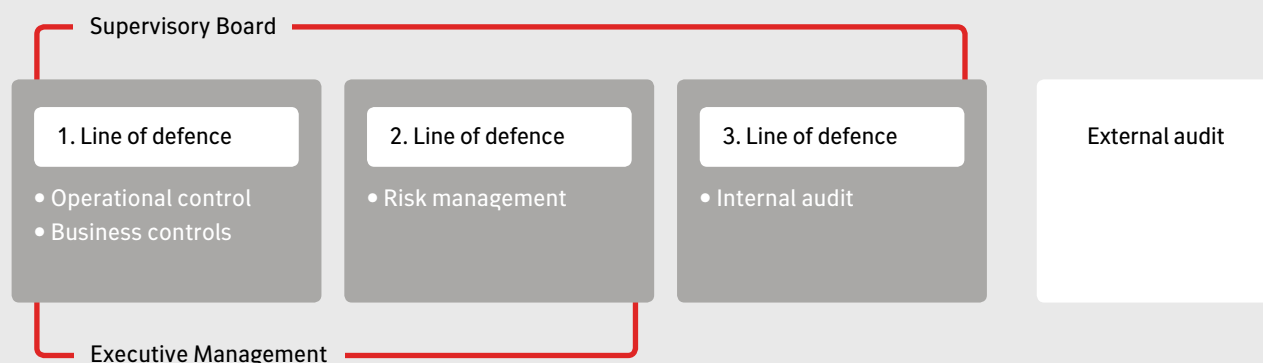 Supervisory Board
1. Line of defence
• Operational control
• Business controls
2. Line of defence
• Risk management
3. Line of defence
• Internal audit
External audit
Executive Management